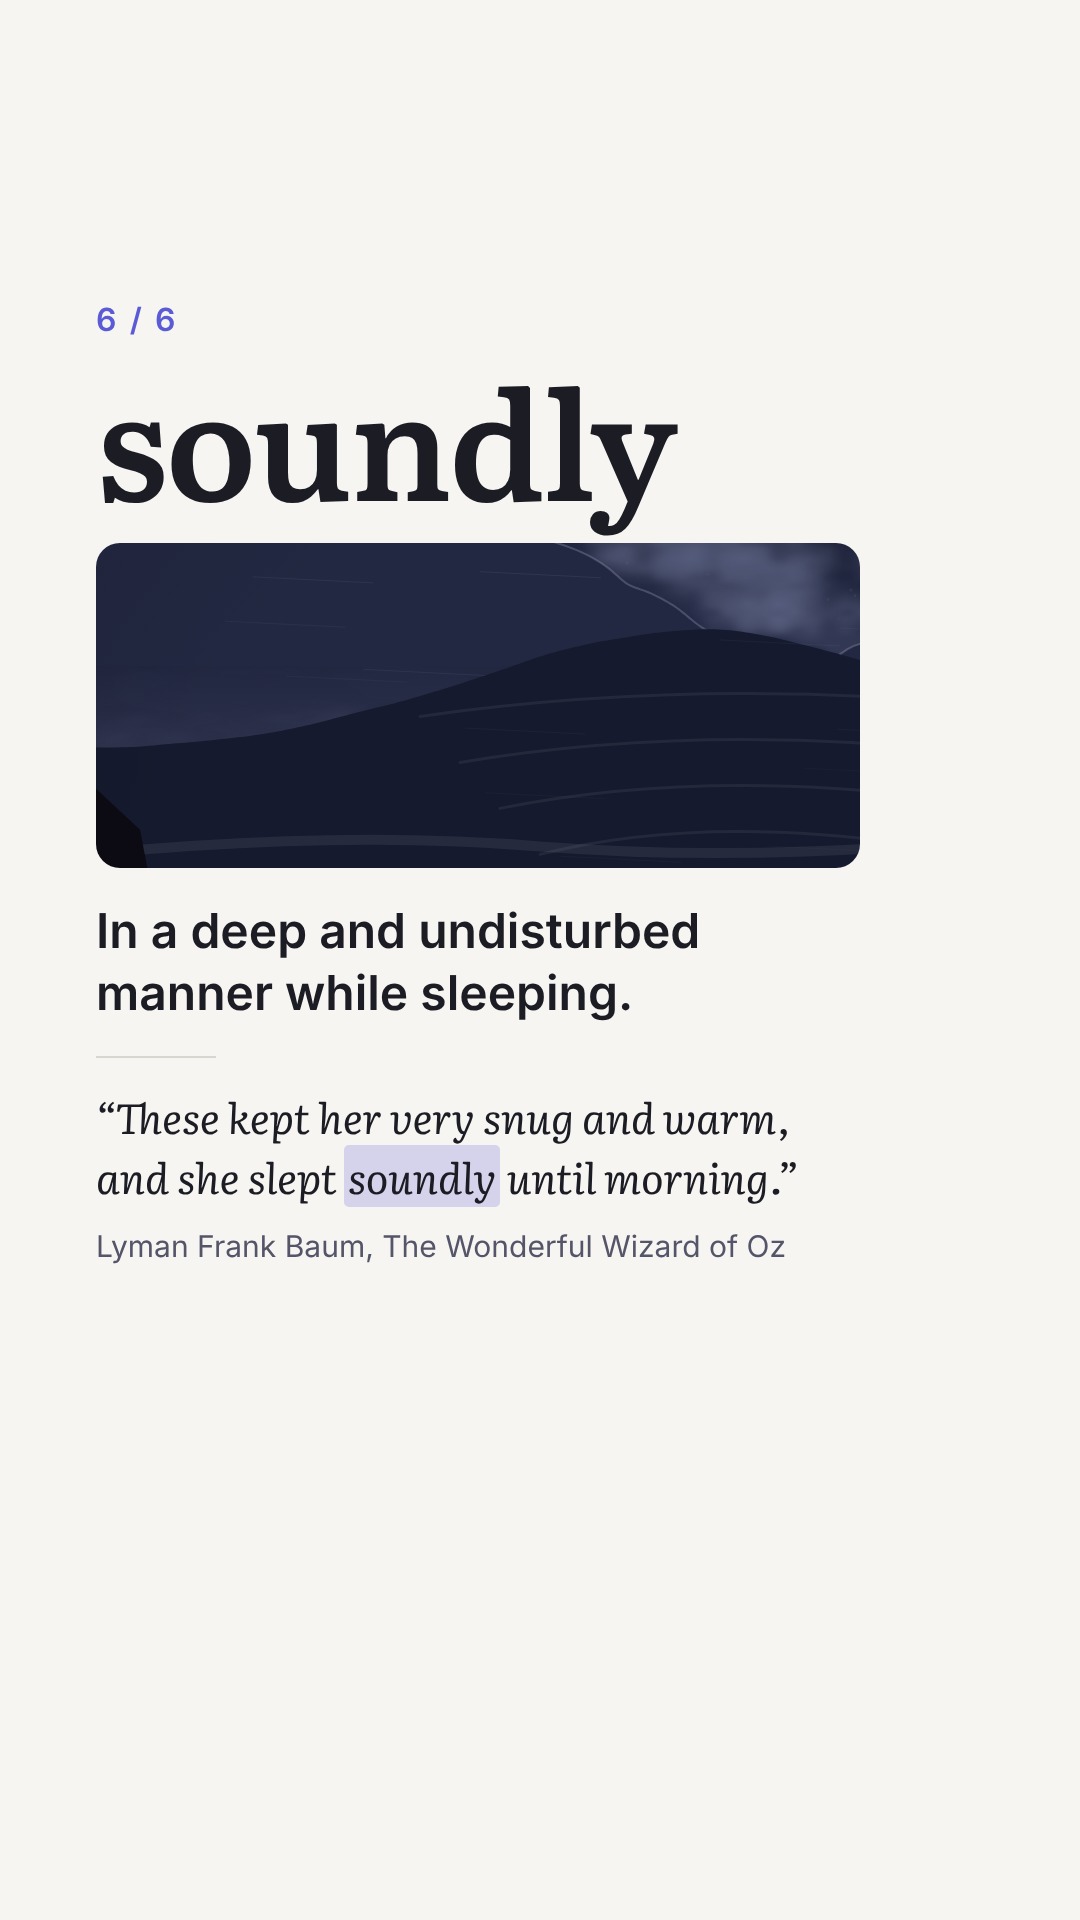 6 / 6
soundly
In a deep and undisturbed
manner while sleeping.
“These kept her very snug and warm,
and she slept soundly until morning.”
Lyman Frank Baum, The Wonderful Wizard of Oz